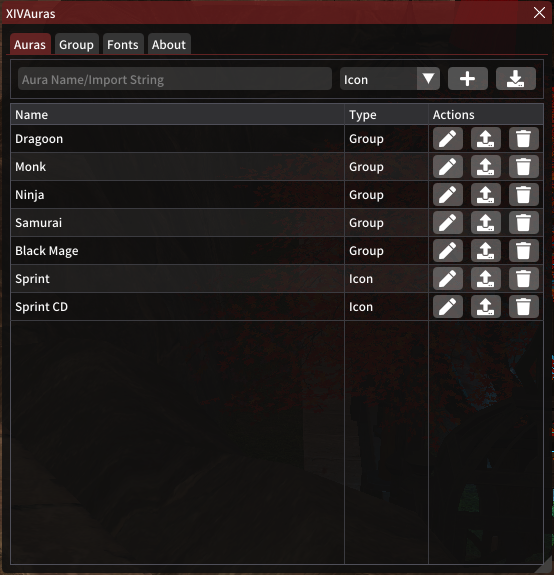 XIVAuras
Auras Group Fonts About
Aura Name/Import String Icon
Name Type Actions
Dragoon Group
Monk Group
Ninja Group
Samurai Group
Black Mage Group
Sprint Icon
Sprint CD Icon